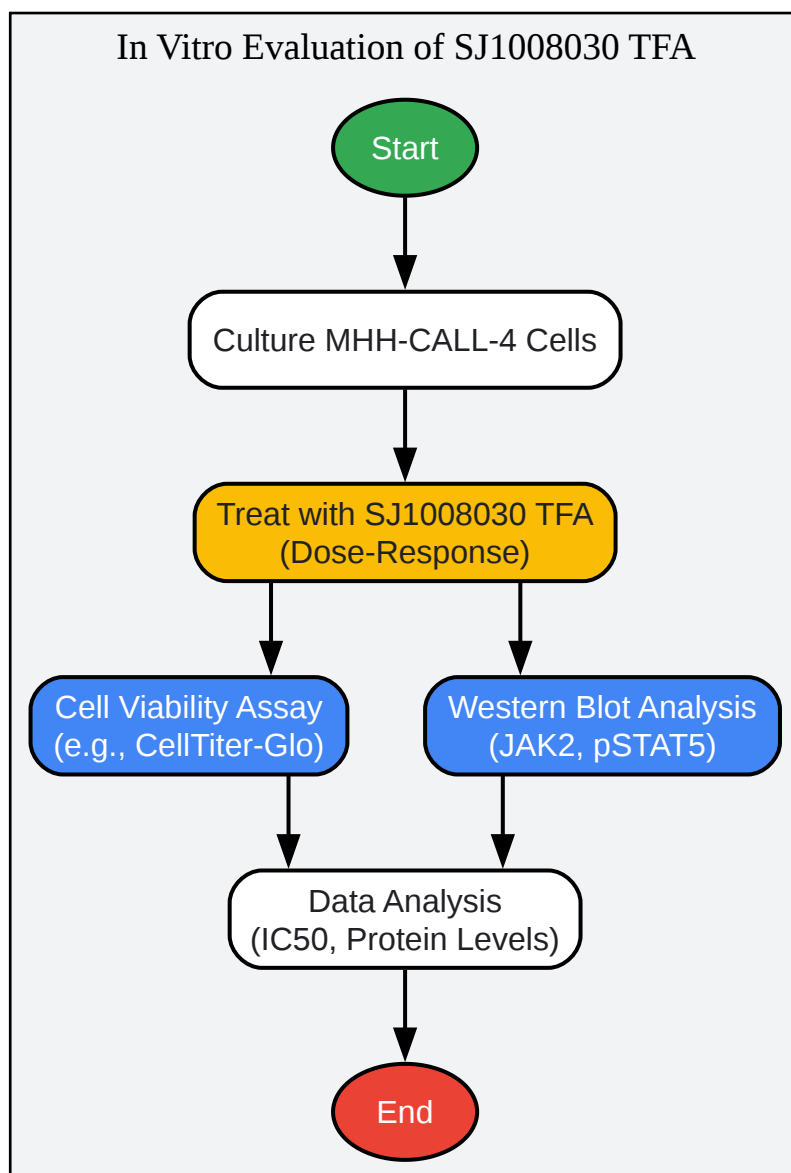 In Vitro Evaluation of SJ1008030 TFA
Start
Culture MHH-CALL-4 Cells
Treat with SJ1008030 TFA
(Dose-Response)
Cell Viability Assay
(e.g., CellTiter-Glo)
Western Blot Analysis
(JAK2, pSTAT5)
Data Analysis
(IC50, Protein Levels)
End